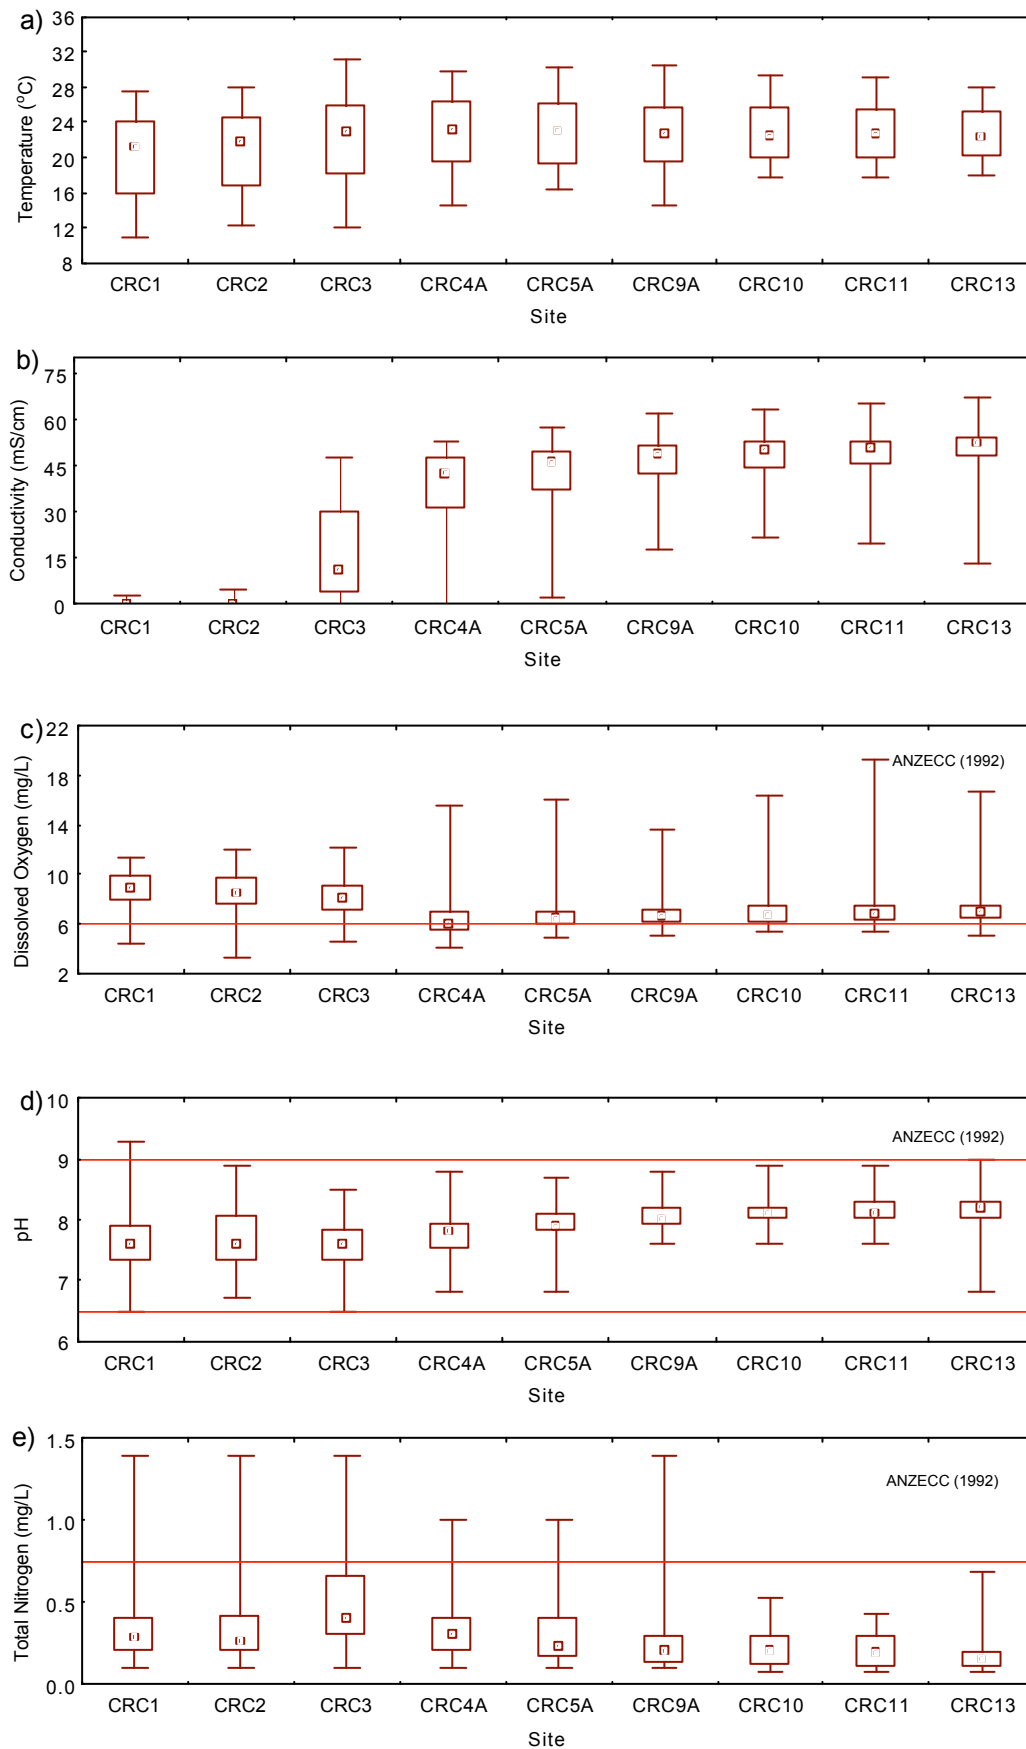 a)
36
32
28
24
20
16
12
8
Temperature (°C)
CRC1 CRC2 CRC3 CRC4A CRC5A CRC9A CRC10 CRC11 CRC13
Site
b)
75
60
45
30
15
0
Conductivity (mS/cm)
CRC1 CRC2 CRC3 CRC4A CRC5A CRC9A CRC10 CRC11 CRC13
Site
c)
22
18
14
10
6
2
Dissolved Oxygen (mg/L)
ANZECC (1992)
CRC1 CRC2 CRC3 CRC4A CRC5A CRC9A CRC10 CRC11 CRC13
Site
d)
10
9
8
7
6
pH
ANZECC (1992)
CRC1 CRC2 CRC3 CRC4A CRC5A CRC9A CRC10 CRC11 CRC13
Site
e)
1.5
1.0
0.5
0.0
Total Nitrogen (mg/L)
ANZECC (1992)
CRC1 CRC2 CRC3 CRC4A CRC5A CRC9A CRC10 CRC11 CRC13
Site